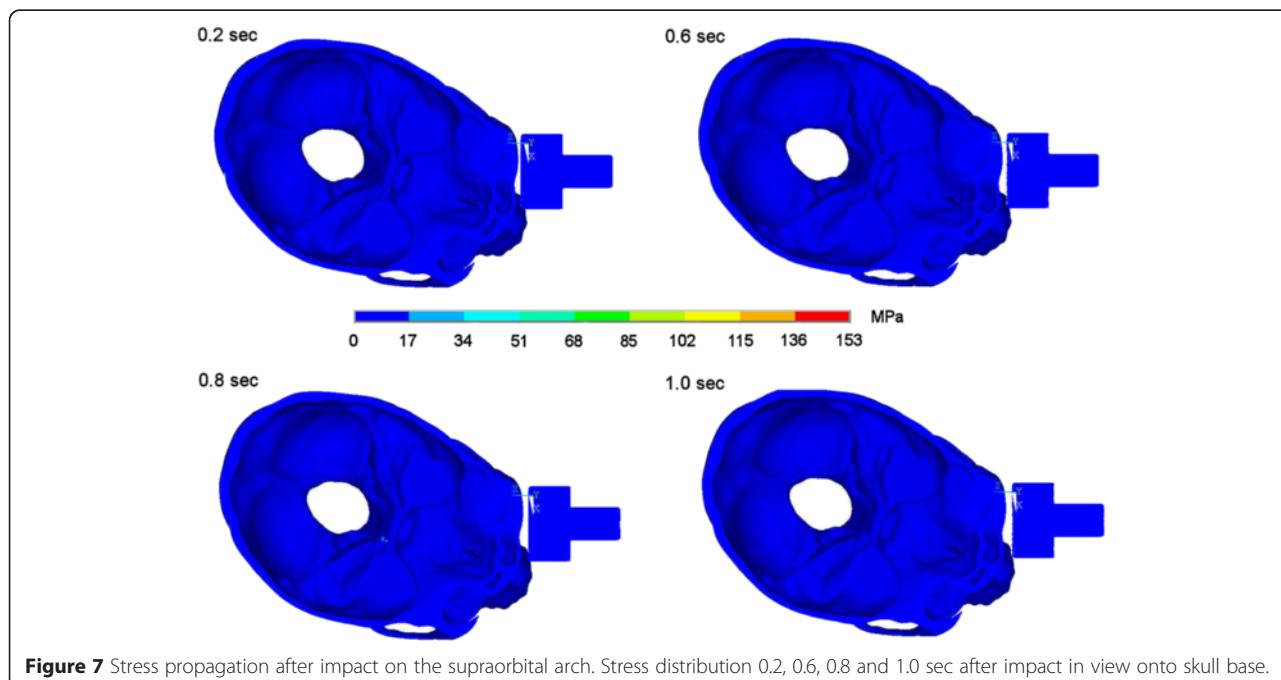 0.2 sec
0.6 sec
MPa
0 17 34 51 68 85 102 115 136 153
0.8 sec
1.0 sec
Figure 7 Stress propagation after impact on the supraorbital arch. Stress distribution 0.2, 0.6, 0.8 and 1.0 sec after impact in view onto skull base.